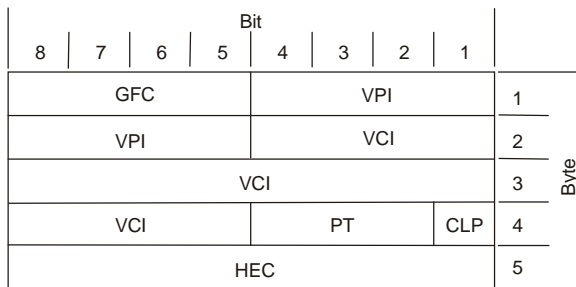 Bit
8 7 6 5 4 3 2 1
GFC VPI 1
VPI VCI 2
VCI 3
VCI PT CLP 4
HEC 5
Byte